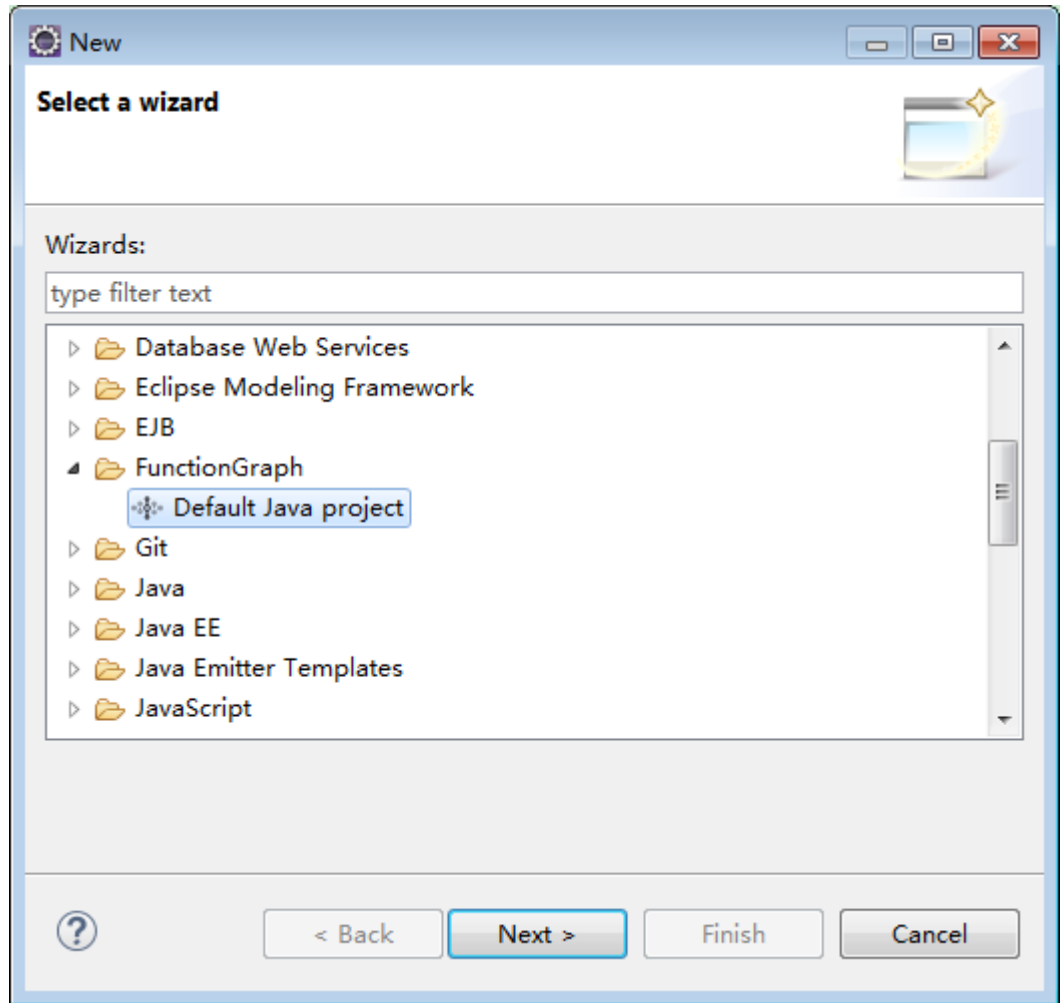 New
Select a wizard
Wizards:
type filter text
Database Web Services
Eclipse Modeling Framework
EJB
FunctionGraph
Default Java project
Git
Java
Java EE
Java Emitter Templates
JavaScript
?
< Back
Next >
Finish
Cancel